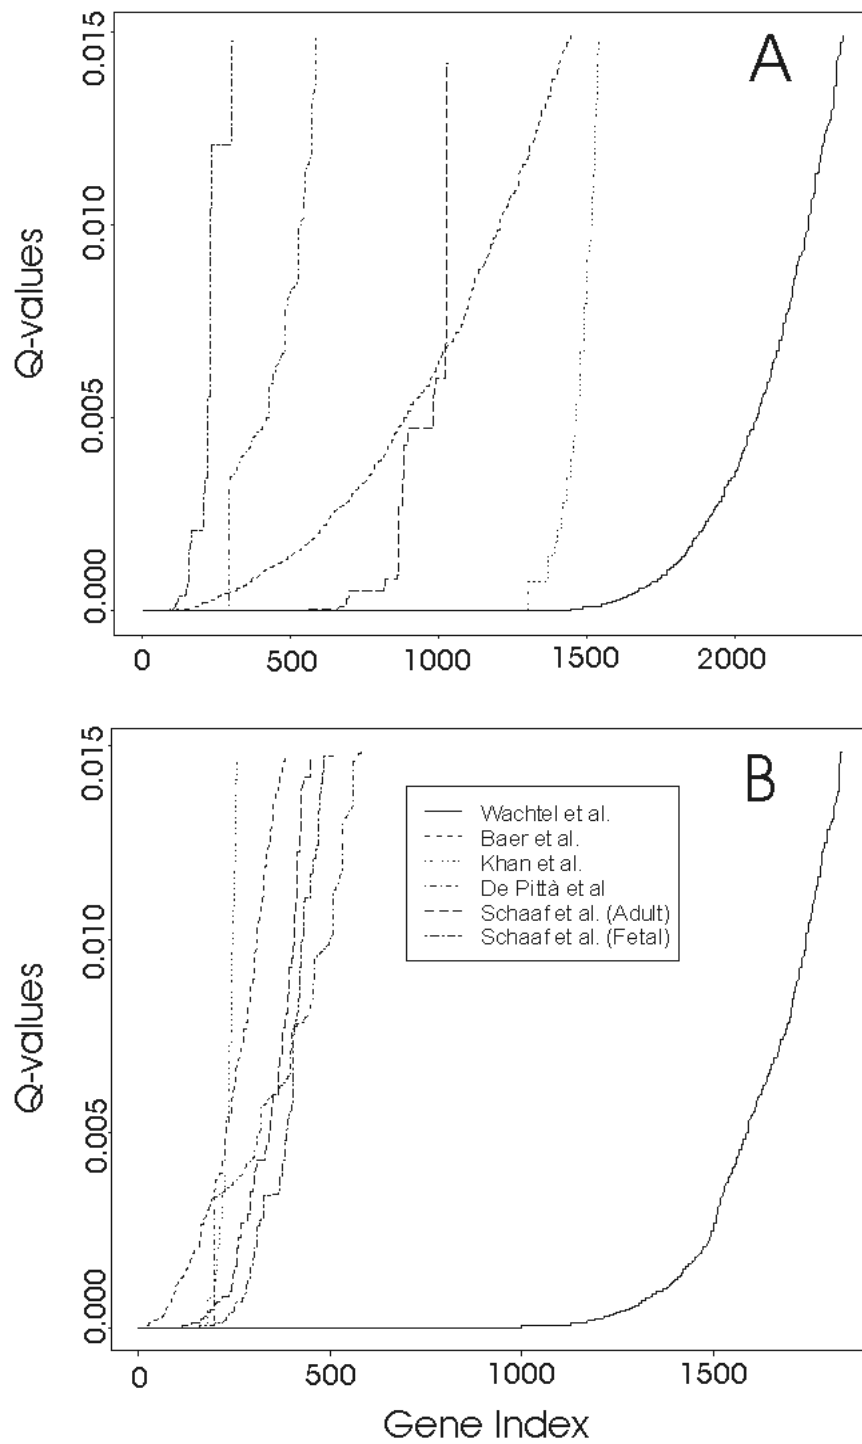 A
Q-values
0.015
0.010
0.005
0.000
0 500 1000 1500 2000
B
Q-values
0.015
0.010
0.005
0.000
Wachtel et al.
Baer et al.
Khan et al.
De Pittà et al
Schaaf et al. (Adult)
Schaaf et al. (Fetal)
0 500 1000 1500
Gene Index